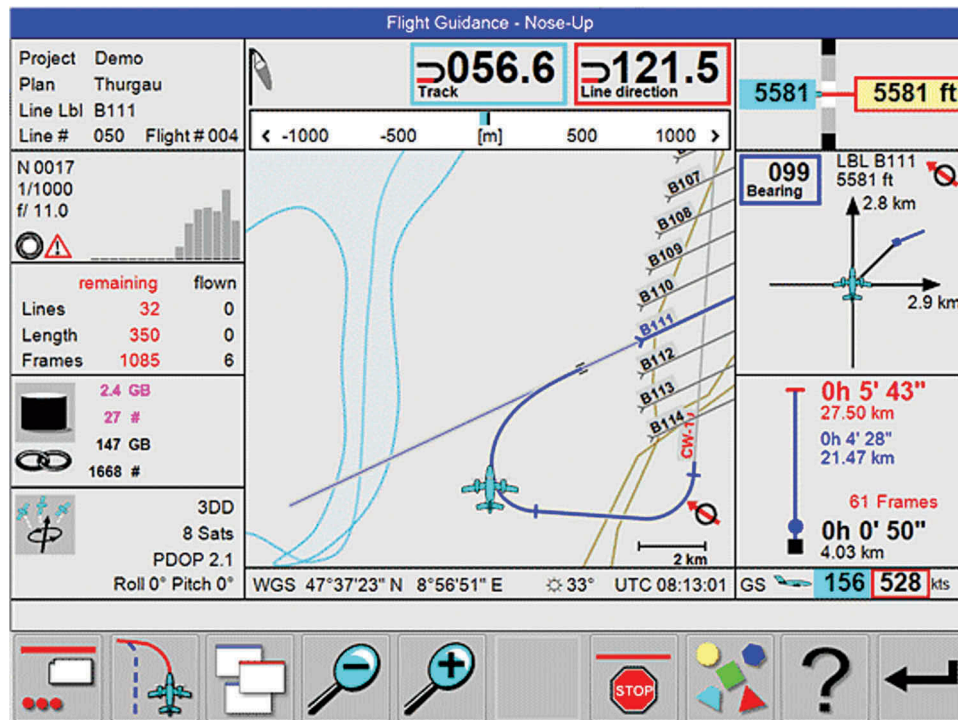 Flight Guidance - Nose-Up
Project Demo
Plan Thurgau
Line Lbl B111
Line # 050 Flight # 004
056.6
Track
121.5
Line direction
< -1000 -500 [m] 500 1000 >
5581 5581 ft
N 0017
1/1000
f/ 11.0
remaining flown
Lines 32 0
Length 350 0
Frames 1085 6
2.4 GB
27 #
147 GB
1668 #
3DD
8 Sats
PDOP 2.1
Roll 0° Pitch 0°
B107
B108
B109
B110
B111
B112
B113
B114
2 km
099
Bearing
LBL B111
5581 ft
2.8 km
2.9 km
0h 5' 43"
27.50 km
0h 4' 28"
21.47 km
61 Frames
0h 0' 50"
4.03 km
WGS 47°37'23" N 8°56'51" E 33° UTC 08:13:01
GS 156 528 kts
STOP
?